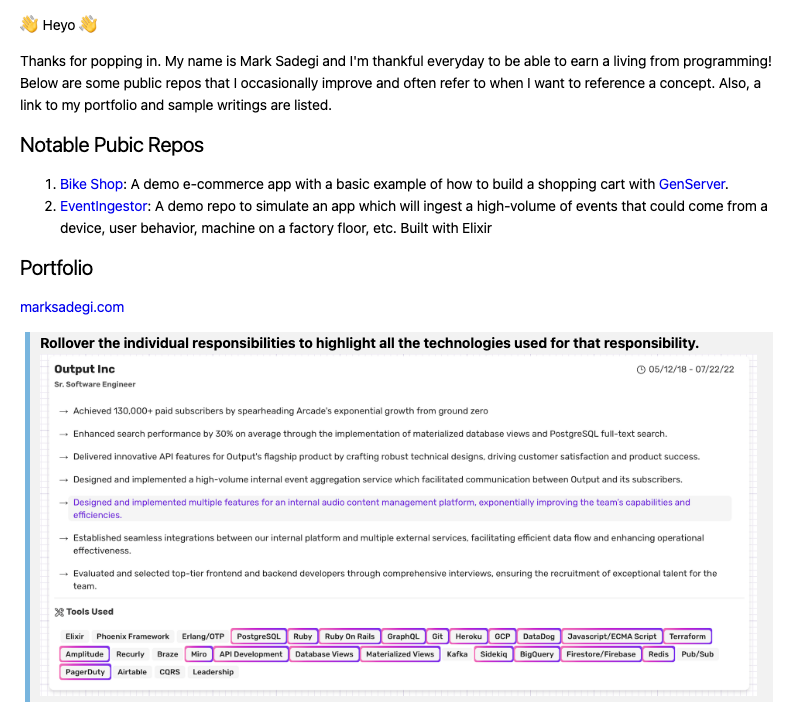 👋 Heyo 👋
Thanks for popping in. My name is Mark Sadegi and I'm thankful everyday to be able to earn a living from programming!
Below are some public repos that I occasionally improve and often refer to when I want to reference a concept. Also, a
link to my portfolio and sample writings are listed.
Notable Pubic Repos
1. Bike Shop: A demo e-commerce app with a basic example of how to build a shopping cart with GenServer.
2. EventIngestor: A demo repo to simulate an app which will ingest a high-volume of events that could come from a
device, user behavior, machine on a factory floor, etc. Built with Elixir
Portfolio
marksadegi.com
Rollover the individual responsibilities to highlight all the technologies used for that responsibility.
Output Inc 05/12/18 - 07/22/22
Sr. Software Engineer
→ Achieved 130,000+ paid subscribers by spearheading Arcade's exponential growth from ground zero
→ Enhanced search performance by 30% on average through the implementation of materialized database views and PostgreSQL full-text search.
→ Delivered innovative API features for Output's flagship product by crafting robust technical designs, driving customer satisfaction and product success.
→ Designed and implemented a high-volume internal event aggregation service which facilitated communication between Output and its subscribers.
→ Designed and implemented multiple features for an internal audio content management platform, exponentially improving the team's capabilities and
efficiencies.
→ Established seamless integrations between our internal platform and multiple external services, facilitating efficient data flow and enhancing operational
effectiveness.
→ Evaluated and selected top-tier frontend and backend developers through comprehensive interviews, ensuring the recruitment of exceptional talent for the
team.
Tools Used
Elixir Phoenix Framework Erlang/OTP PostgreSQL Ruby Ruby On Rails GraphQL Git Heroku GCP DataDog Javascript/ECMA Script Terraform
Amplitude Recurly Braze Miro API Development Database Views Materialized Views Kafka Sidekiq BigQuery Firestore/Firebase Redis Pub/Sub
PagerDuty Airtable CQRS Leadership